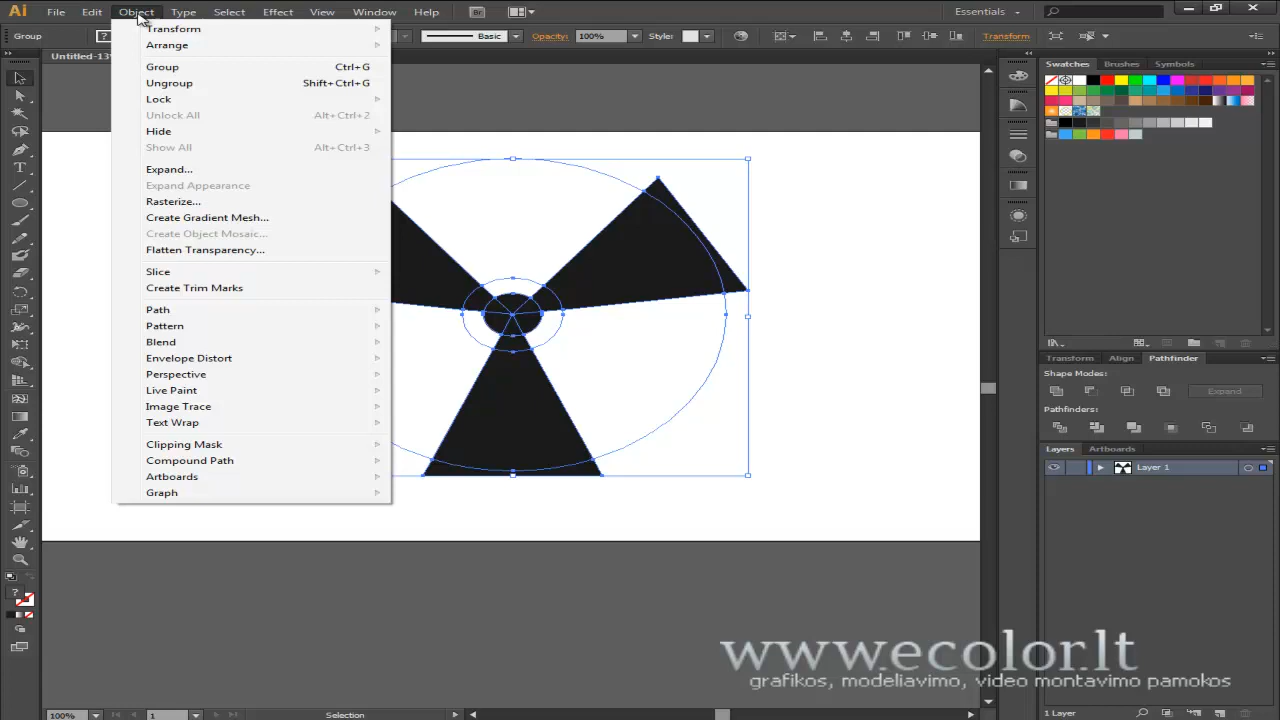 Ai File Edit Object Type Select Effect View Window Help Br Essentials
Group ? Basic Opacity: 100% Style: Transform
Untitled-13
Transform
Arrange
Group Ctrl+G
Ungroup Shift+Ctrl+G
Lock
Unlock All Alt+Ctrl+2
Hide
Show All Alt+Ctrl+3
Expand...
Expand Appearance
Rasterize...
Create Gradient Mesh...
Create Object Mosaic...
Flatten Transparency...
Slice
Create Trim Marks
Path
Pattern
Blend
Envelope Distort
Perspective
Live Paint
Image Trace
Text Wrap
Clipping Mask
Compound Path
Artboards
Graph
Swatches Brushes Symbols
Transform Align Pathfinder
Shape Modes:
Expand
Pathfinders:
Layers Artboards
Layer 1
www.ecolor.lt
grafikos, modeliavimo, video montavimo pamokos
100% 1 Selection
1 Layer